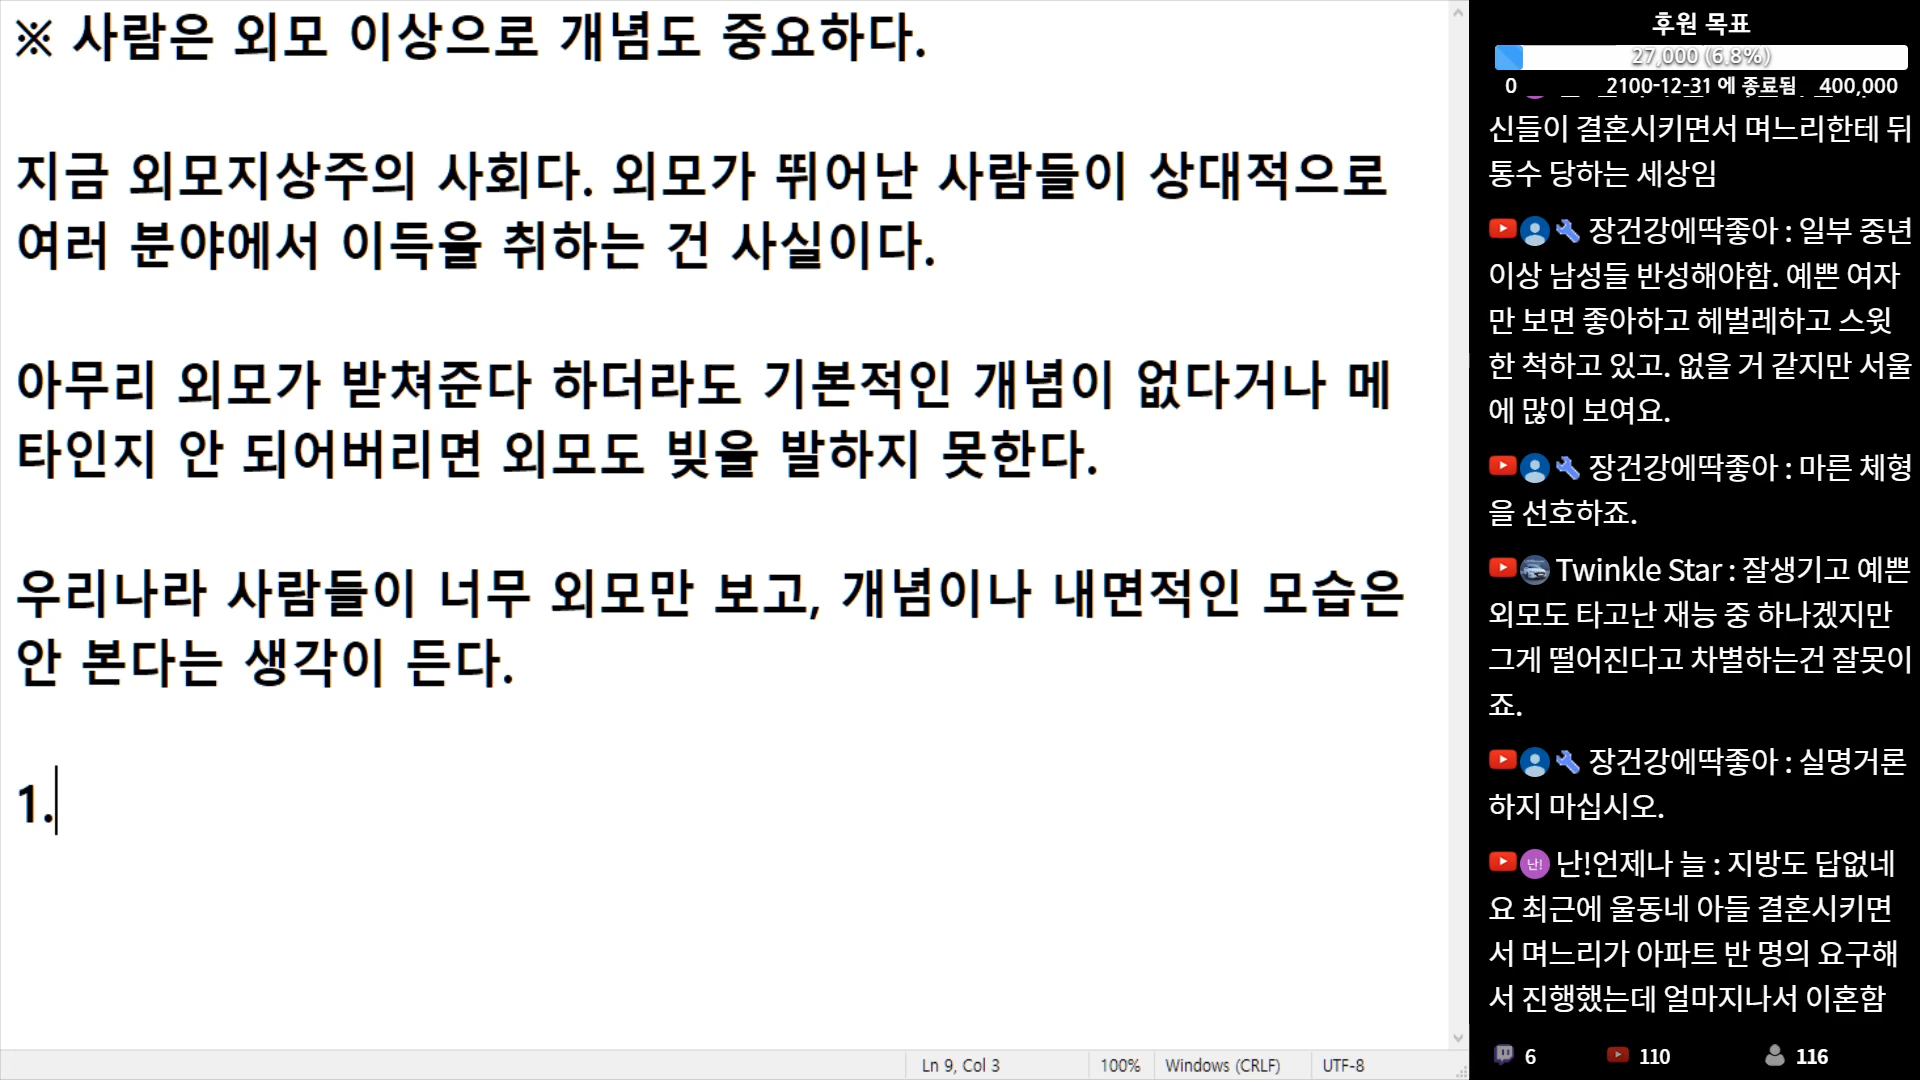 ※ 사람은 외모 이상으로 개념도 중요하다.
지금 외모지상주의 사회다. 외모가 뛰어난 사람들이 상대적으로
여러 분야에서 이득을 취하는 건 사실이다.
아무리 외모가 받쳐준다 하더라도 기본적인 개념이 없다거나 메
타인지 안 되어버리면 외모도 빚을 발하지 못한다.
우리나라 사람들이 너무 외모만 보고, 개념이나 내면적인 모습은
안 본다는 생각이 든다.
1.
Ln 9, Col 3
100%
Windows (CRLF)
UTF-8
후원 목표
27,000 (6.8%)
0
2100-12-31 에 종료됨
400,000
신들이 결혼시키면서 며느리한테 뒤
통수 당하는 세상임
장건강에딱좋아 : 일부 중년
이상 남성들 반성해야함. 예쁜 여자
만 보면 좋아하고 헤벌레하고 스윗
한 척하고 있고. 없을 거 같지만 서울
에 많이 보여요.
장건강에딱좋아 : 마른 체형
을 선호하죠.
Twinkle Star : 잘생기고 예쁜
외모도 타고난 재능 중 하나겠지만
그게 떨어진다고 차별하는건 잘못이
죠.
장건강에딱좋아 : 실명거론
하지 마십시오.
난! 난!언제나 늘 : 지방도 답없네
요 최근에 울동네 아들 결혼시키면
서 며느리가 아파트 반 명의 요구해
서 진행했는데 얼마지나서 이혼함
6
110
116